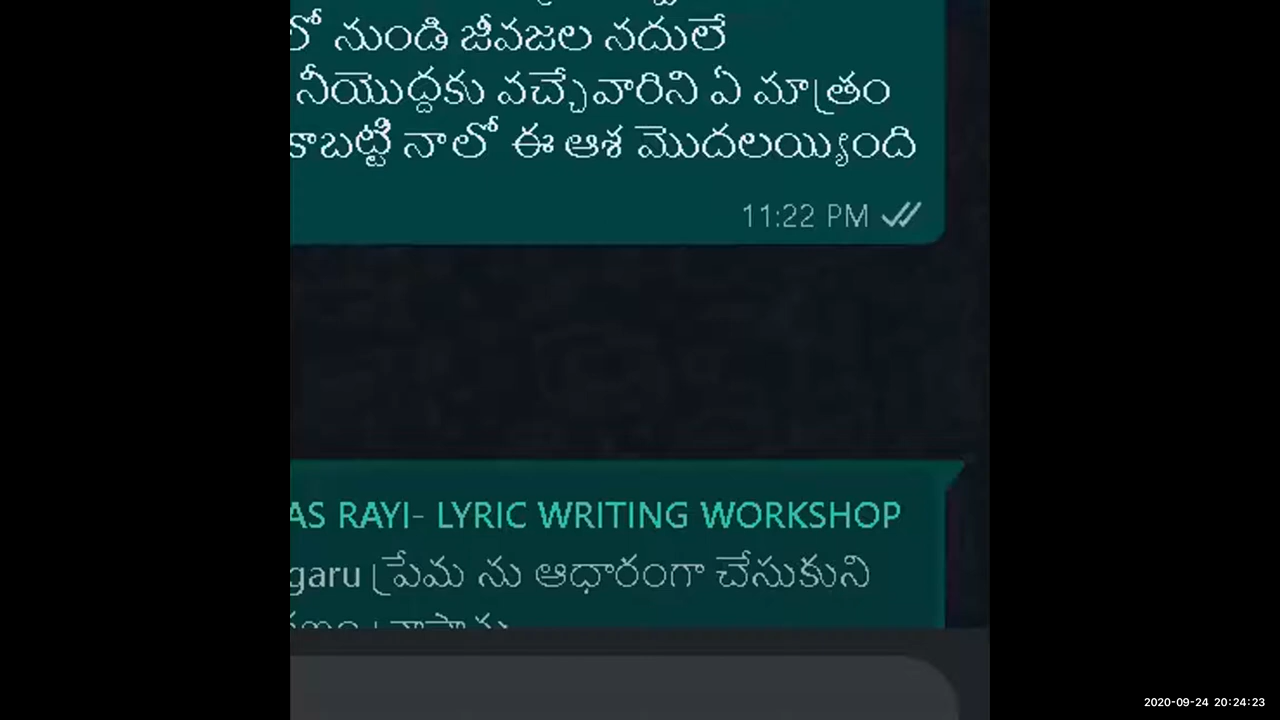 లో నుండి జీవజల నదులే
నీయొద్దకు వచ్చేవారిని ఏ మాత్రం
కాబట్టి నాలో ఈ ఆశ మొదలయ్యింది
11:22 PM
AS RAYI- LYRIC WRITING WORKSHOP
garu ప్రేమ ను ఆధారంగా చేసుకుని
2020-09-24 20:24:23